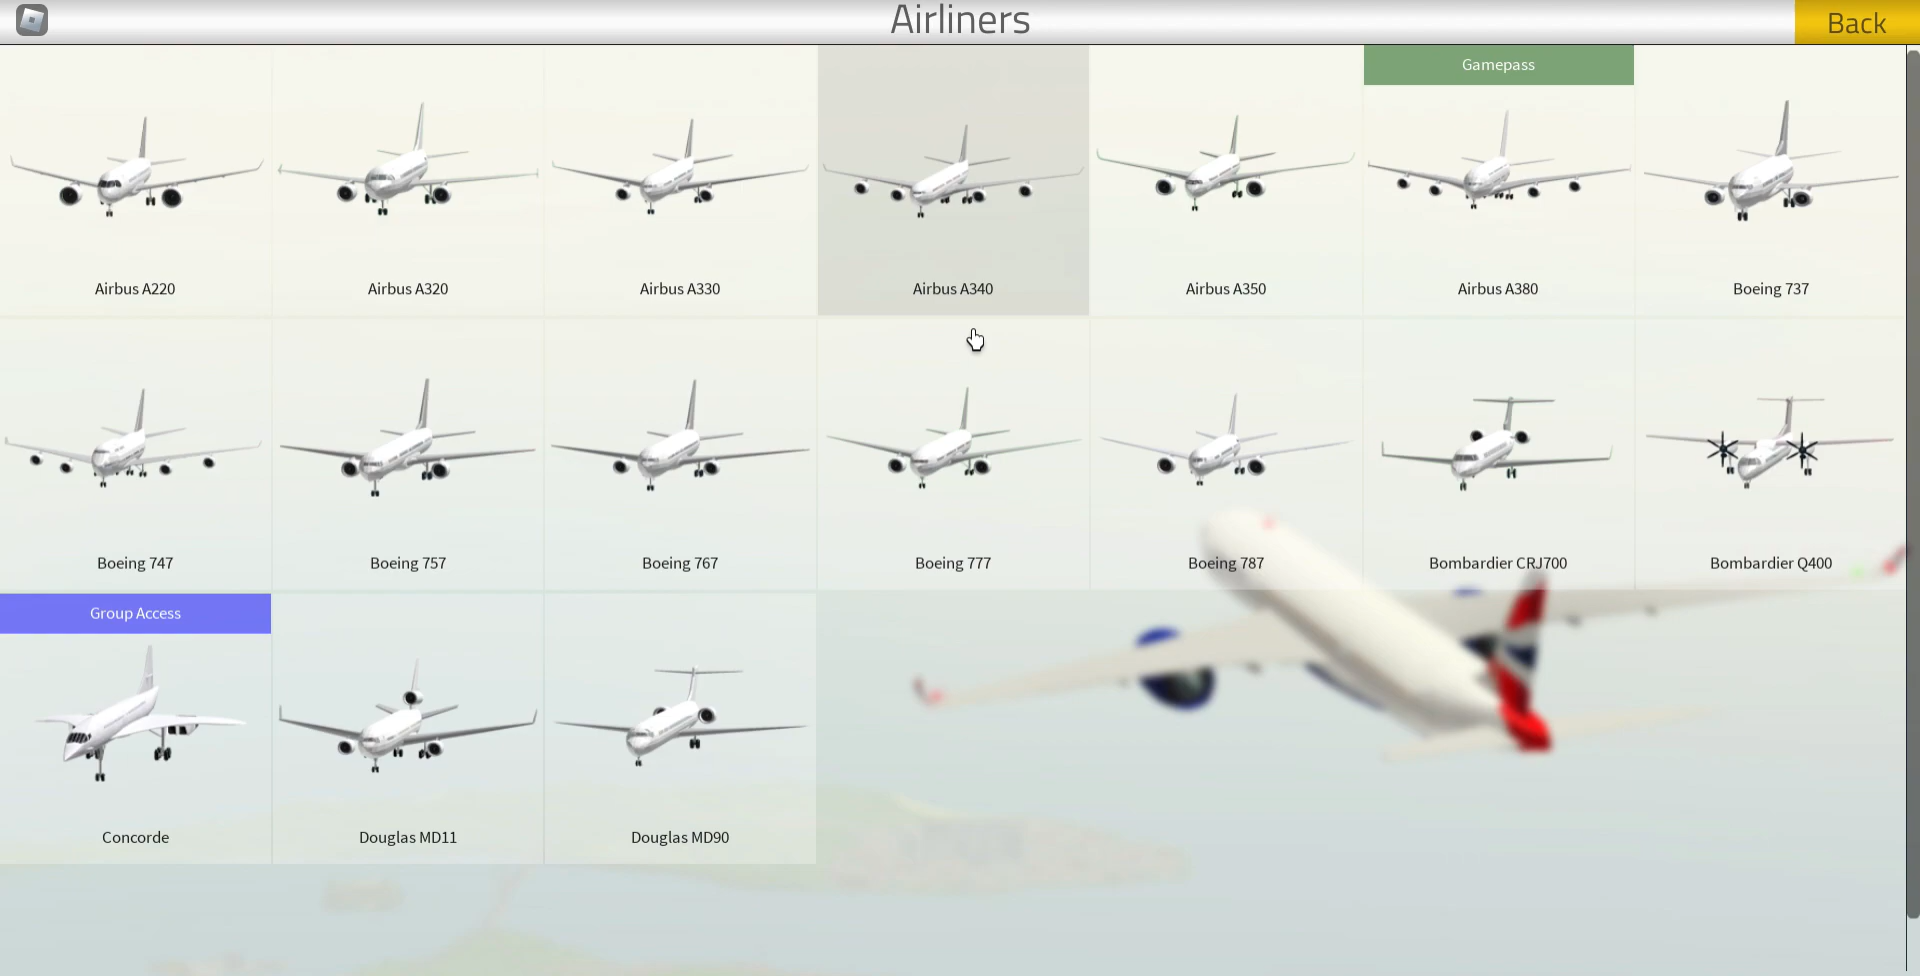 Airliners
Back
Gamepass
Airbus A220
Airbus A320
Airbus A330
Airbus A340
Airbus A350
Airbus A380
Boeing 737
Boeing 747
Boeing 757
Boeing 767
Boeing 777
Boeing 787
Bombardier CRJ700
Bombardier Q400
Group Access
Concorde
Douglas MD11
Douglas MD90